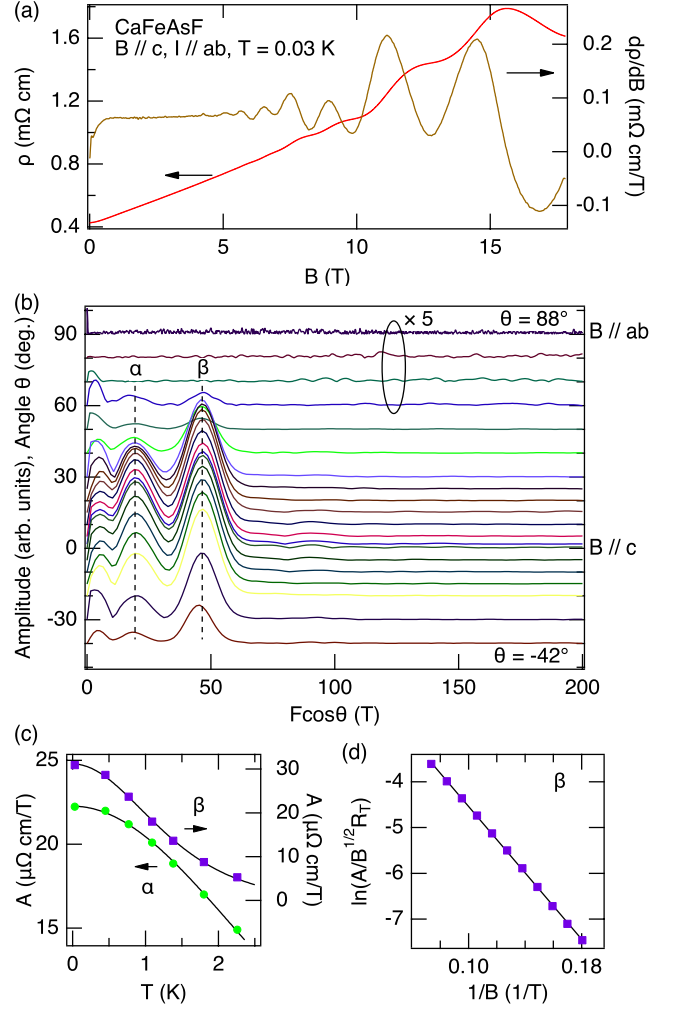 (a)
CaFeAsF
B // c, I // ab, T = 0.03 K
1.6
1.2
0.8
0.4
ρ (mΩ cm)
0.2
0.1
0.0
-0.1
dρ/dB (mΩ cm/T)
0
5
10
15
B (T)
(b)
90
60
30
0
-30
Amplitude (arb. units), Angle θ (deg.)
α
β
× 5
θ = 88°
B // ab
B // c
θ = -42°
0
50
100
150
200
Fcosθ (T)
(c)
25
20
15
A (μΩ cm/T)
β
α
30
20
10
0
A (μΩ cm/T)
0
1
2
T (K)
(d)
β
-4
-5
-6
-7
ln(A/B^1/2R_T)
0.10
0.18
1/B (1/T)